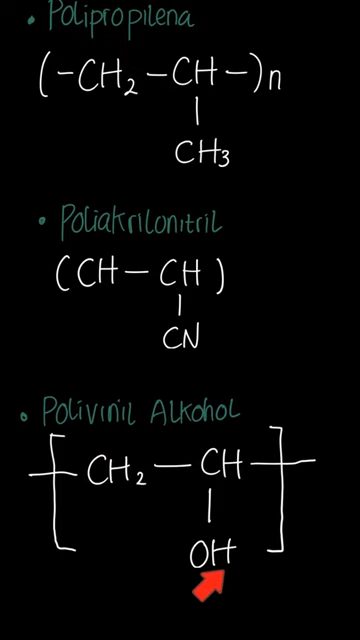 • Polipropilena
(-CH2-CH-)n
|
CH3
• Poliakrilonitril
(CH-CH)
|
CN
• Polivinil Alkohol
[-CH2-CH-]
|
OH